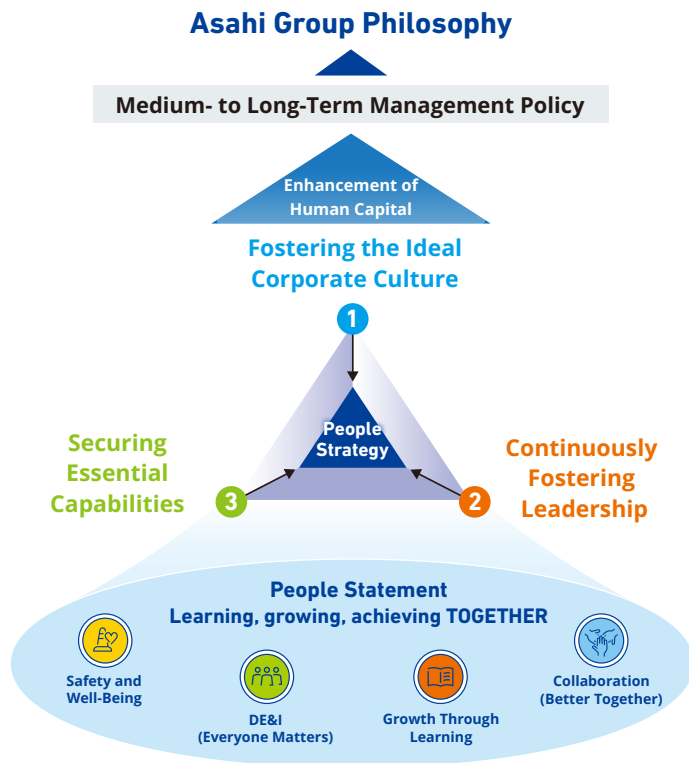 Asahi Group Philosophy
Medium- to Long-Term Management Policy
Enhancement of
Human Capital
Fostering the Ideal
Corporate Culture
1
People
Strategy
Securing
Essential
Capabilities
3
Continuously
Fostering
Leadership
2
People Statement
Learning, growing, achieving TOGETHER
Safety and
Well-Being
DE&I
(Everyone Matters)
Growth Through
Learning
Collaboration
(Better Together)